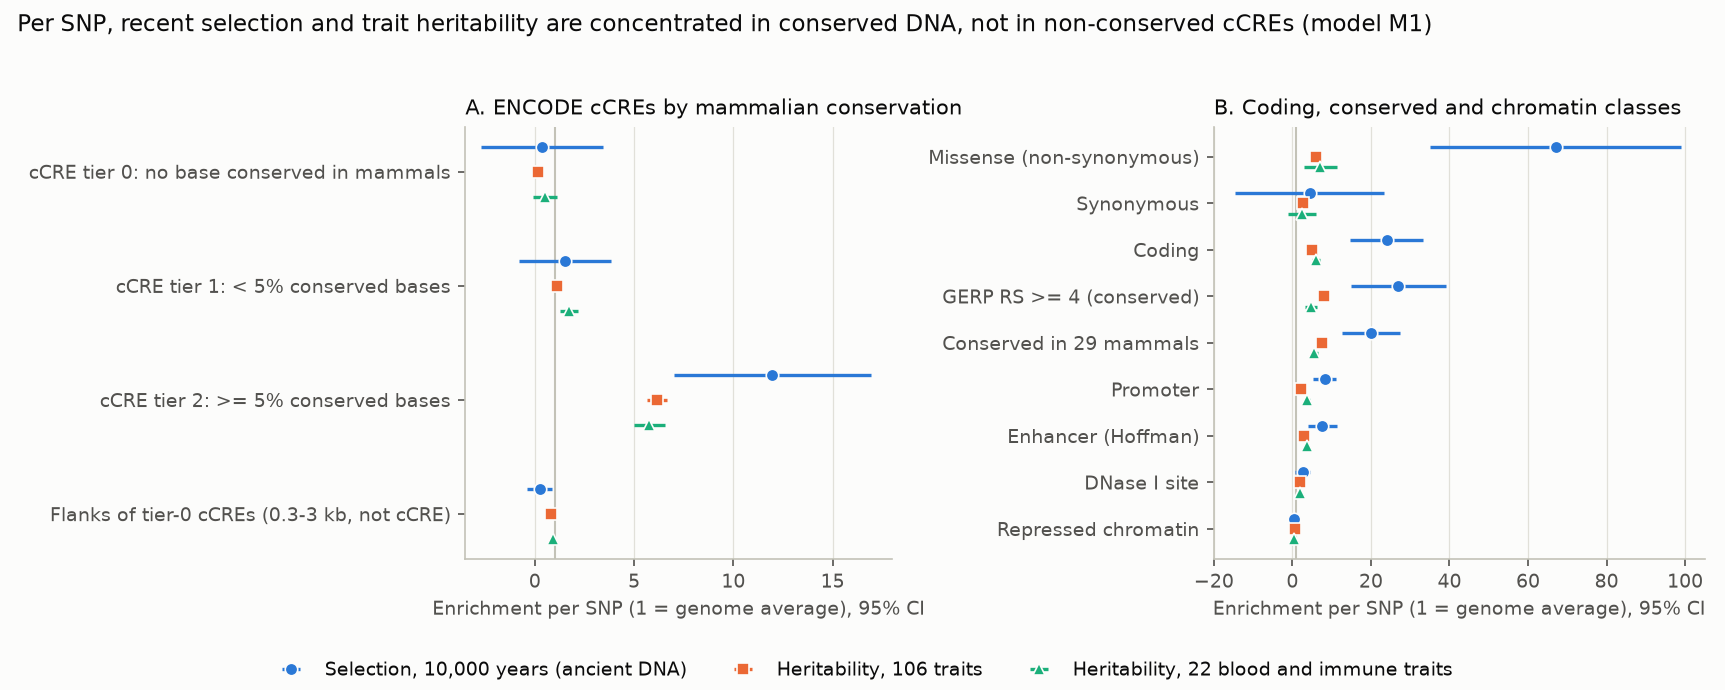 Per SNP, recent selection and trait heritability are concentrated in conserved DNA, not in non-conserved cCREs (model M1)
A. ENCODE cCREs by mammalian conservation
cCRE tier 0: no base conserved in mammals
cCRE tier 1: < 5% conserved bases
cCRE tier 2: >= 5% conserved bases
Flanks of tier-0 cCREs (0.3-3 kb, not cCRE)
0 5 10 15
Enrichment per SNP (1 = genome average), 95% CI
B. Coding, conserved and chromatin classes
Missense (non-synonymous)
Synonymous
Coding
GERP RS >= 4 (conserved)
Conserved in 29 mammals
Promoter
Enhancer (Hoffman)
DNase I site
Repressed chromatin
−20 0 20 40 60 80 100
Enrichment per SNP (1 = genome average), 95% CI
Selection, 10,000 years (ancient DNA)
Heritability, 106 traits
Heritability, 22 blood and immune traits